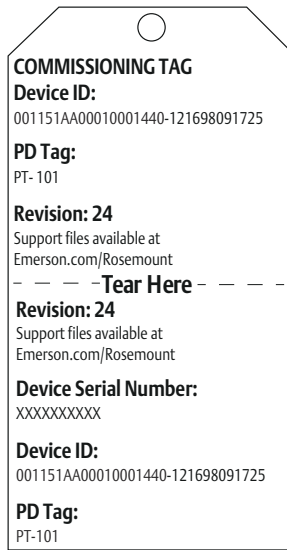 COMMISSIONING TAG
Device ID:
001151AA00010001440-121698091725
PD Tag:
PT- 101
Revision: 24
Support files available at
Emerson.com/Rosemount
Tear Here
Revision: 24
Support files available at
Emerson.com/Rosemount
Device Serial Number:
XXXXXXXXXX
Device ID:
001151AA00010001440-121698091725
PD Tag:
PT-101